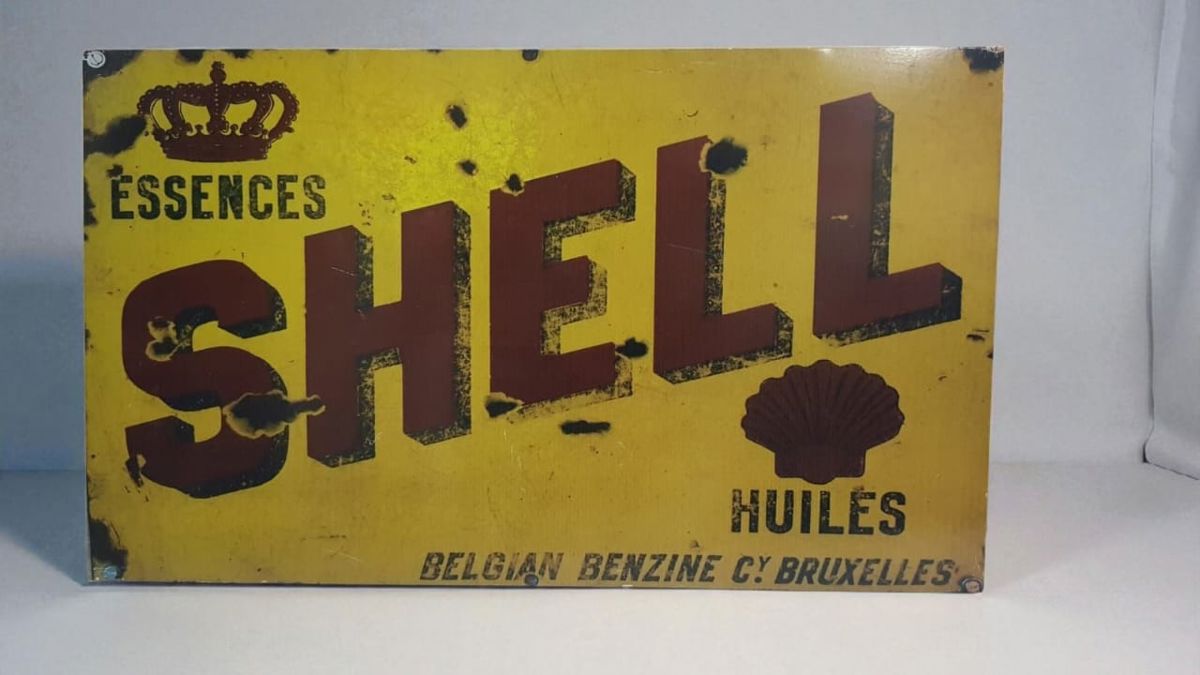 ESSENCES
SHELL
HUILES
BELGIAN BENZINE Cʸ BRUXELLES